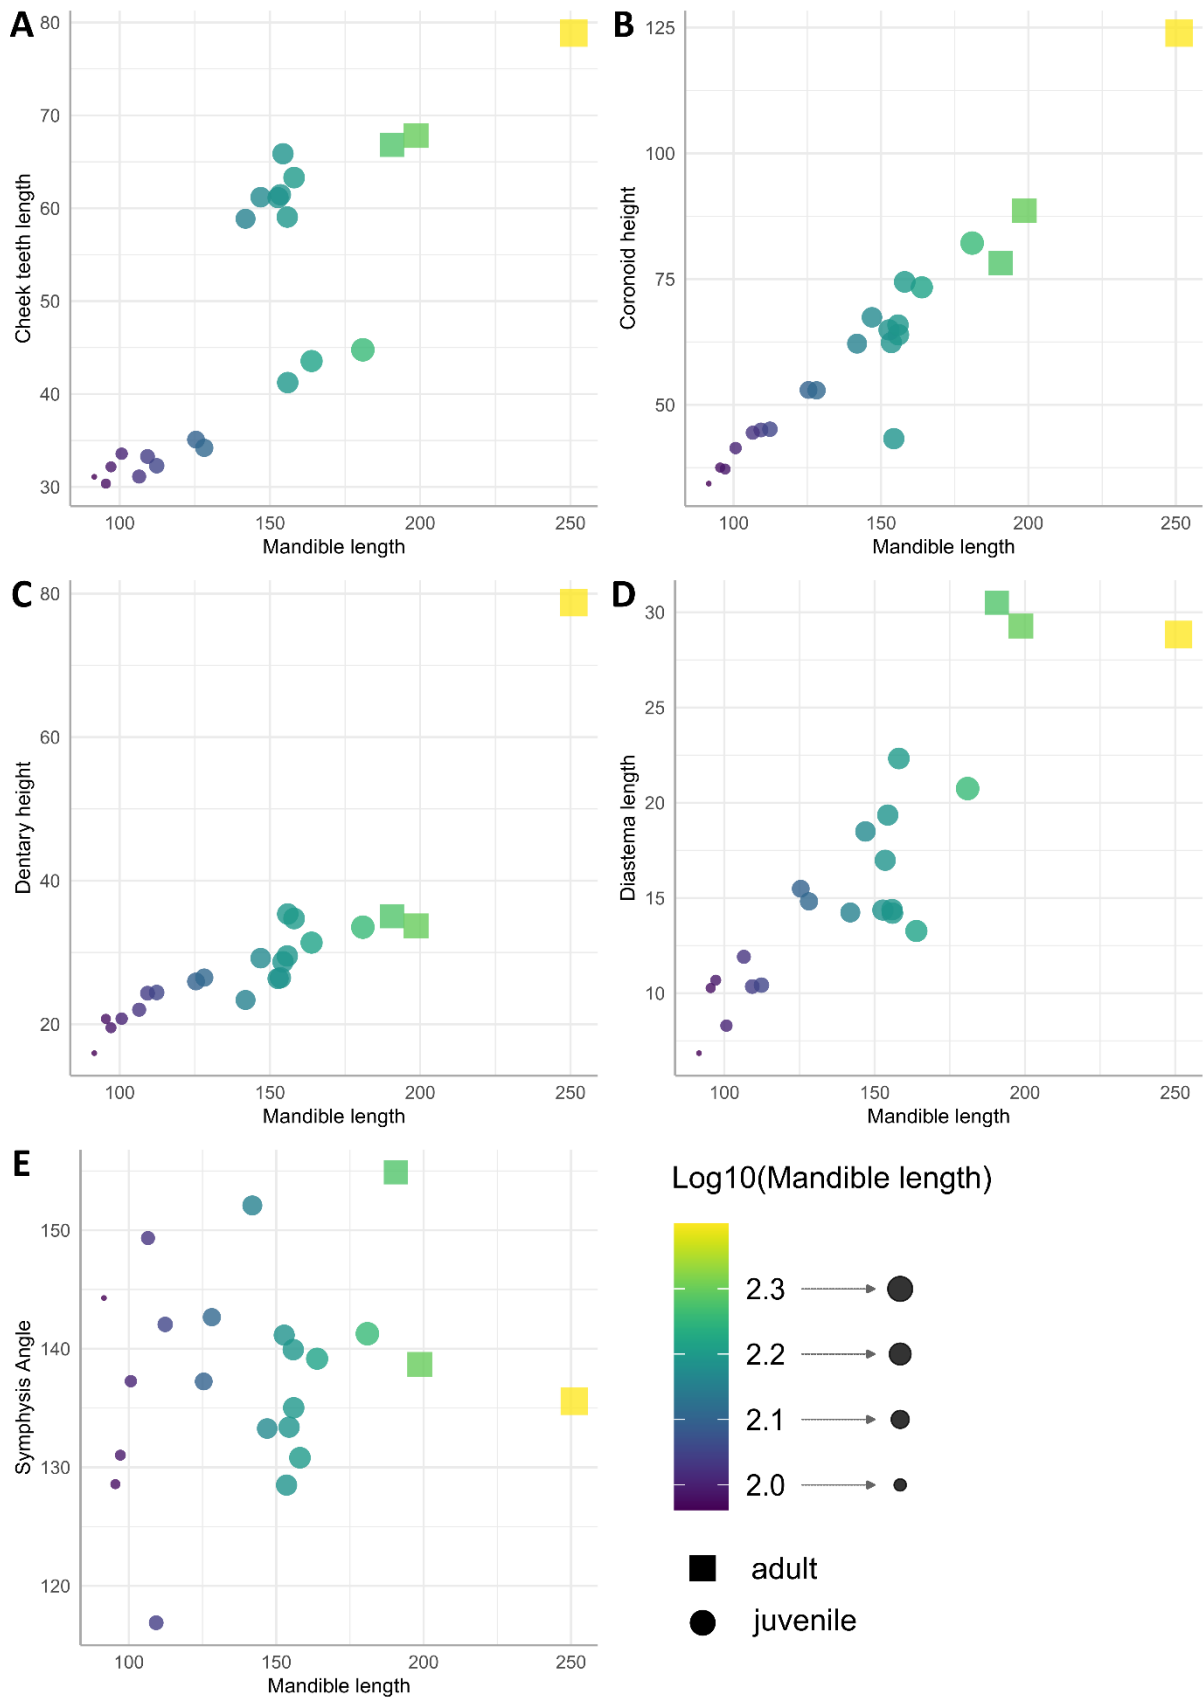 A
80
70
60
50
40
30
Cheek teeth length
100 150 200 250
Mandible length
B
125
100
75
50
Coronoid height
100 150 200 250
Mandible length
C
80
60
40
20
Dentary height
100 150 200 250
Mandible length
D
30
25
20
15
10
Diastema length
100 150 200 250
Mandible length
E
150
140
130
120
Symphysis Angle
100 150 200 250
Mandible length
Log10(Mandible length)
2.3
2.2
2.1
2.0
adult
juvenile